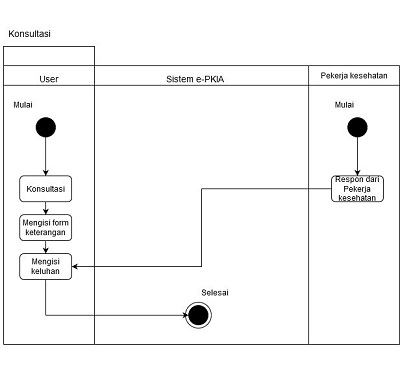 Konsultasi
User
Sistem e-PKIA
Pekerja kesehatan
Mulai
Mulai
Konsultasi
Respon dari
Pekerja
kesehatan
Mengisi form
keterangan
Mengisi
keluhan
Selesai